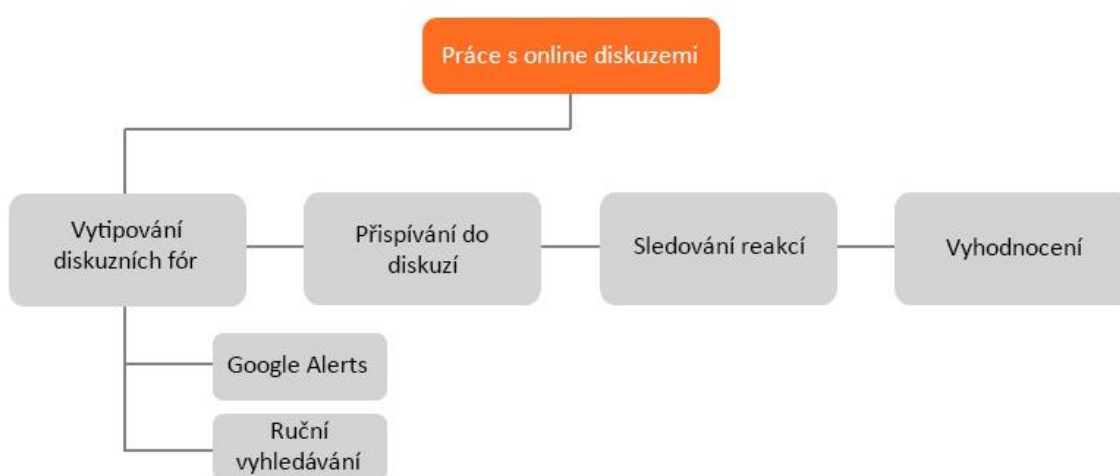 Práce s online diskuzemi
Vytipování
diskuzních fór
Přispívání do
diskuzí
Sledování reakcí
Vyhodnocení
Google Alerts
Ruční
vyhledávání